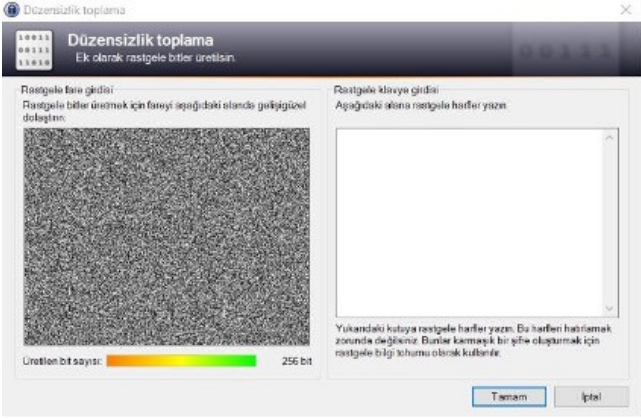 Düzensizlik toplama
10011
00111
11010
Düzensizlik toplama
Ek olarak rastgele bitler üretilsin.
00111
Rastgele fare girdisi
Rastgele bitler üretmek için fareyi aşağıdaki alanda gelişigüzel
dolaştırın:
Üretilen bit sayısı:
256 bit
Rastgele klavye girdisi
Aşağıdaki alana rastgele harfler yazın
Yukarıdaki kutuya rastgele harfler yazın. Bu harfleri hatırlamak
zorunda değilsiniz. Bunlar karmaşık bir şifre oluşturmak için
rastgele bilgi tohumu olarak kullanılır.
Tamam
İptal